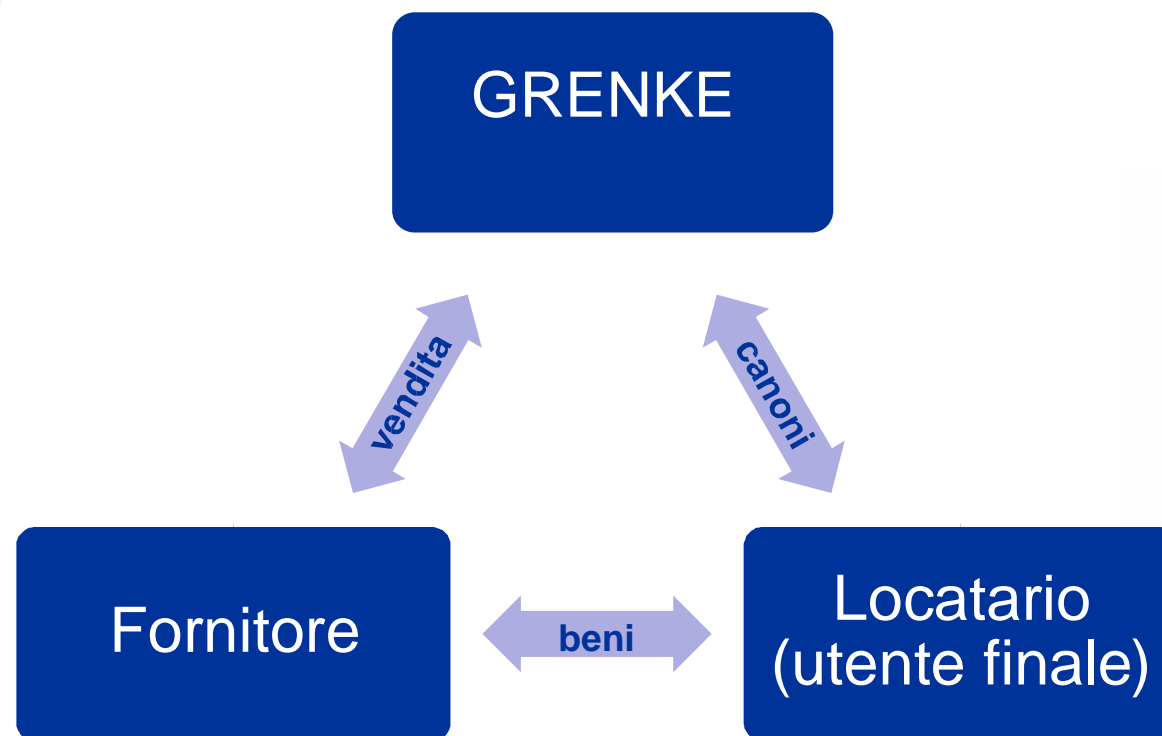 GRENKE
vendita
canoni
Fornitore
beni
Locatario
(utente finale)